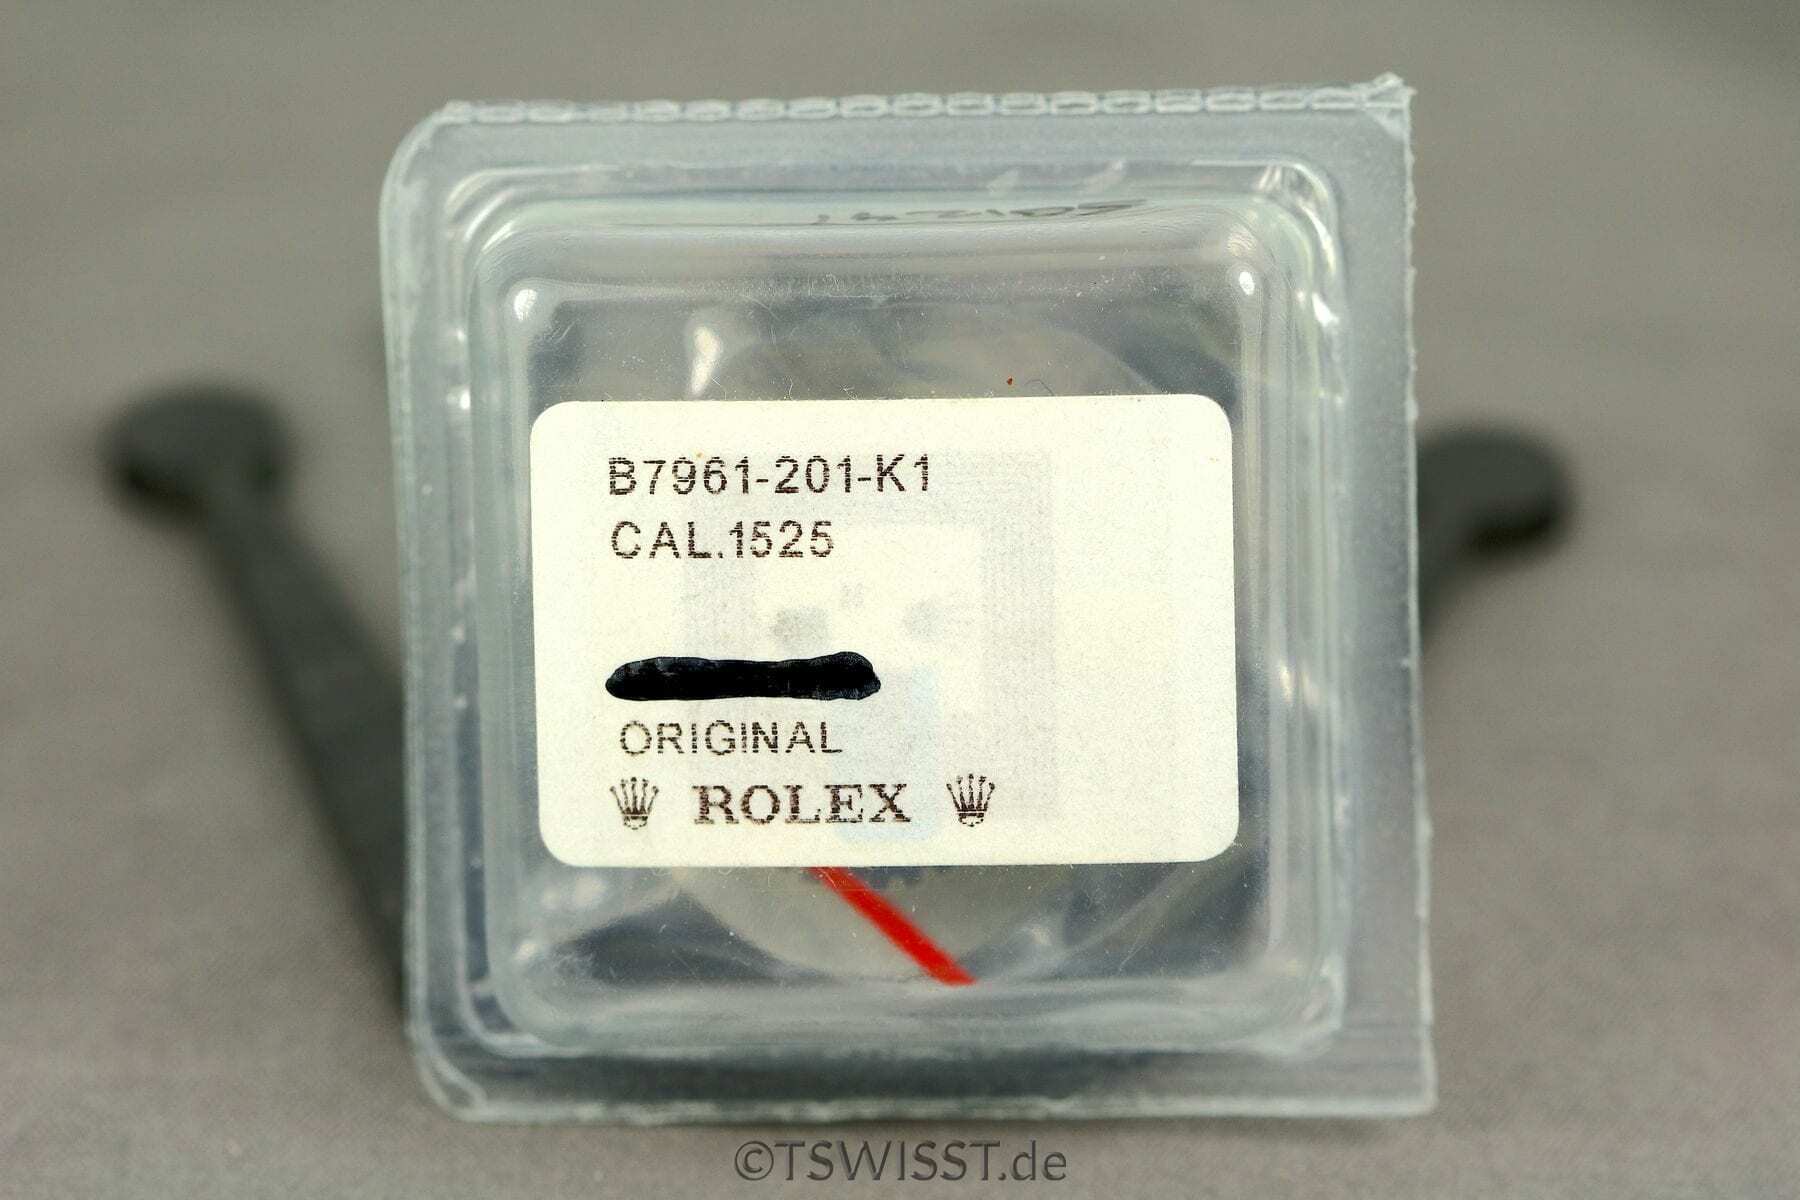 B7961-201-K1
CAL.1525
ORIGINAL
ROLEX
©TSWISST.de